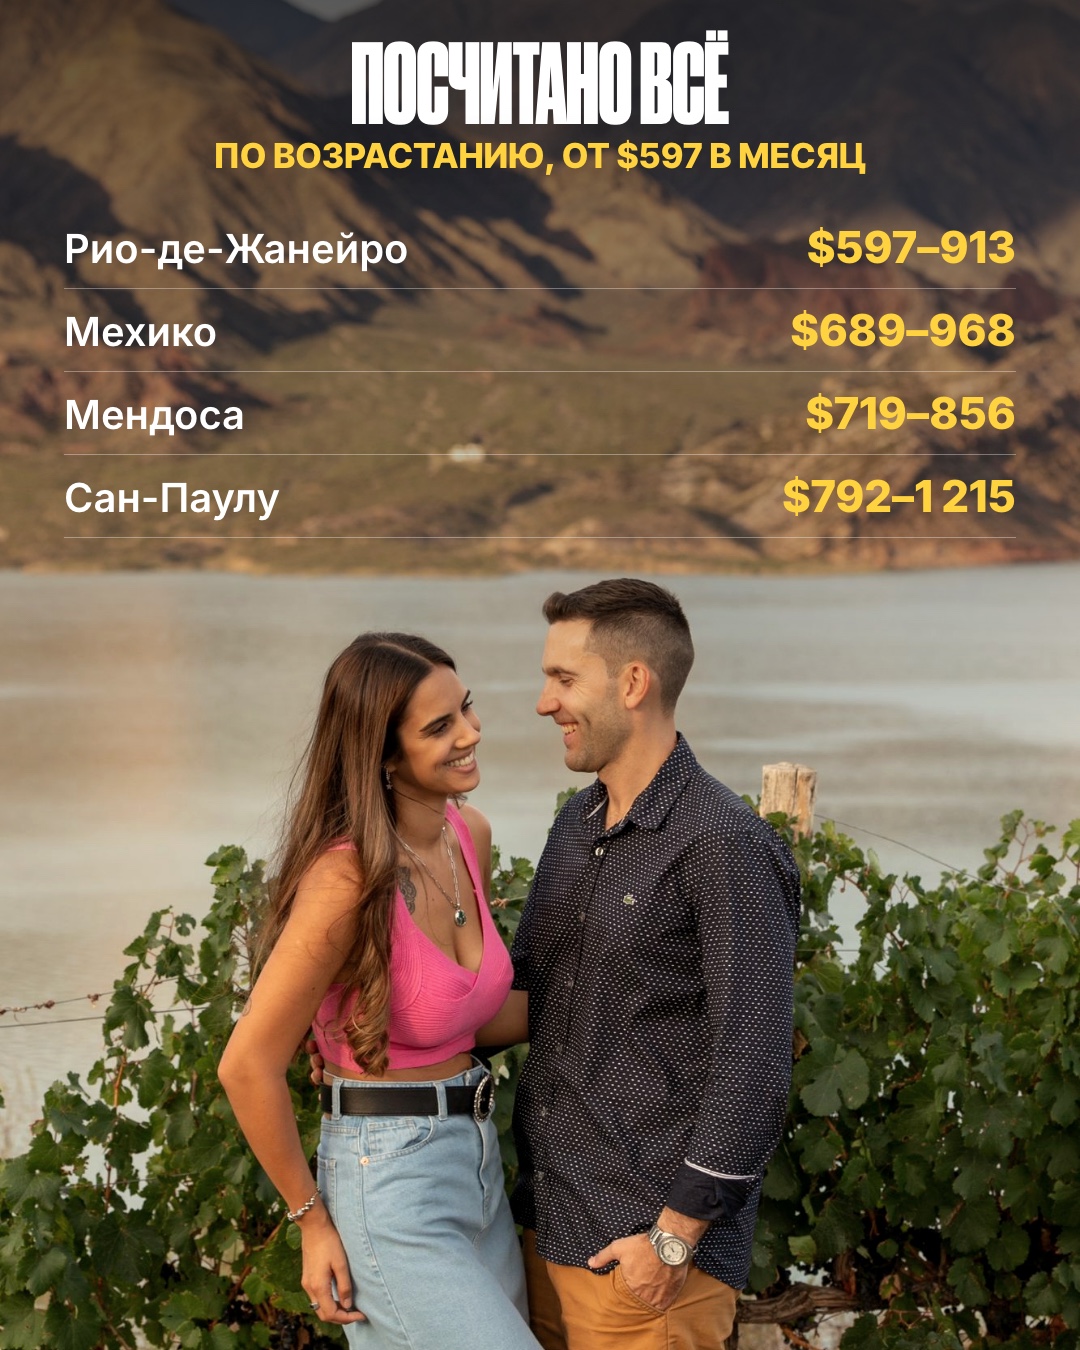 ПОСЧИТАНО ВСЁ
ПО ВОЗРАСТАНИЮ, ОТ $597 В МЕСЯЦ
Рио-де-Жанейро $597–913
Мехико $689–968
Мендоса $719–856
Сан-Паулу $792–1 215